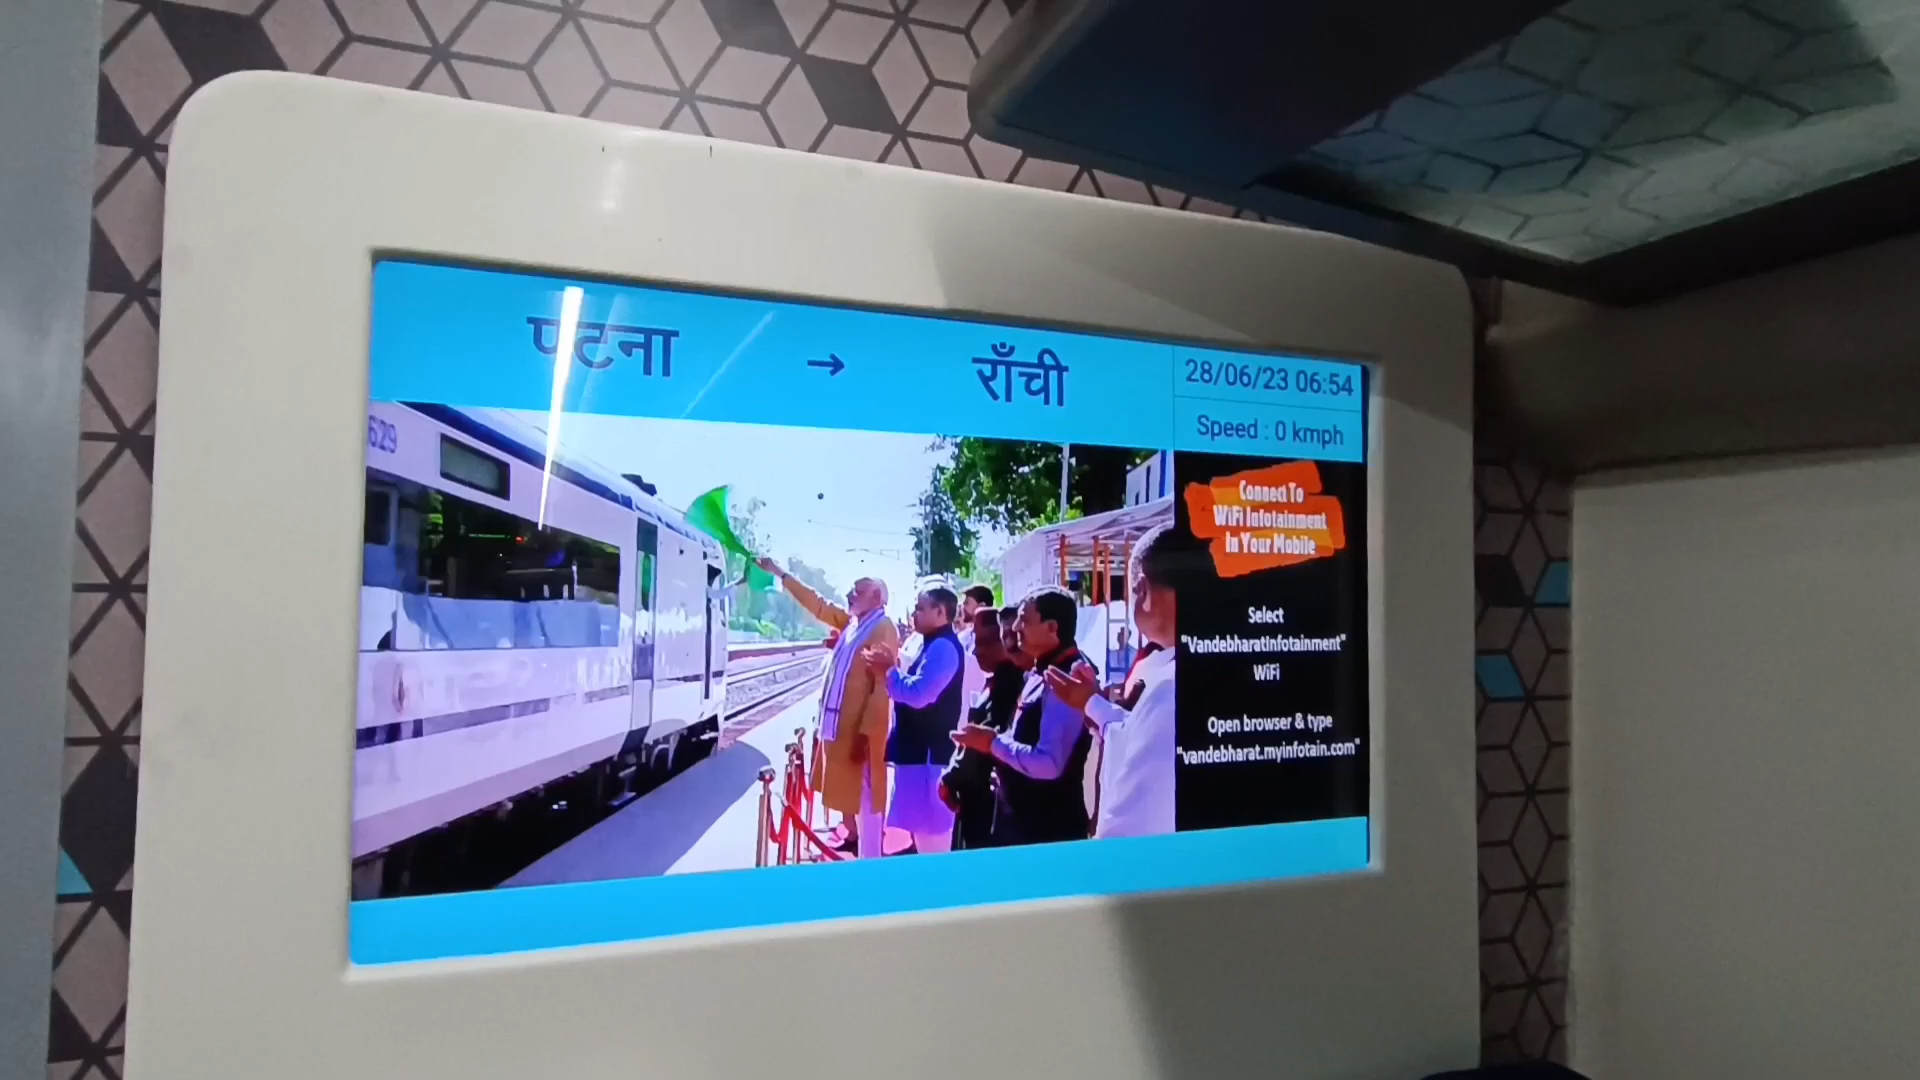 पटना → राँची
28/06/23 06:54
Speed : 0 kmph
629
Connect To
WiFi Infotainment
In Your Mobile
Select
"VandebharatInfotainment"
WiFi
Open browser & type
"vandebharat.myinfotain.com"